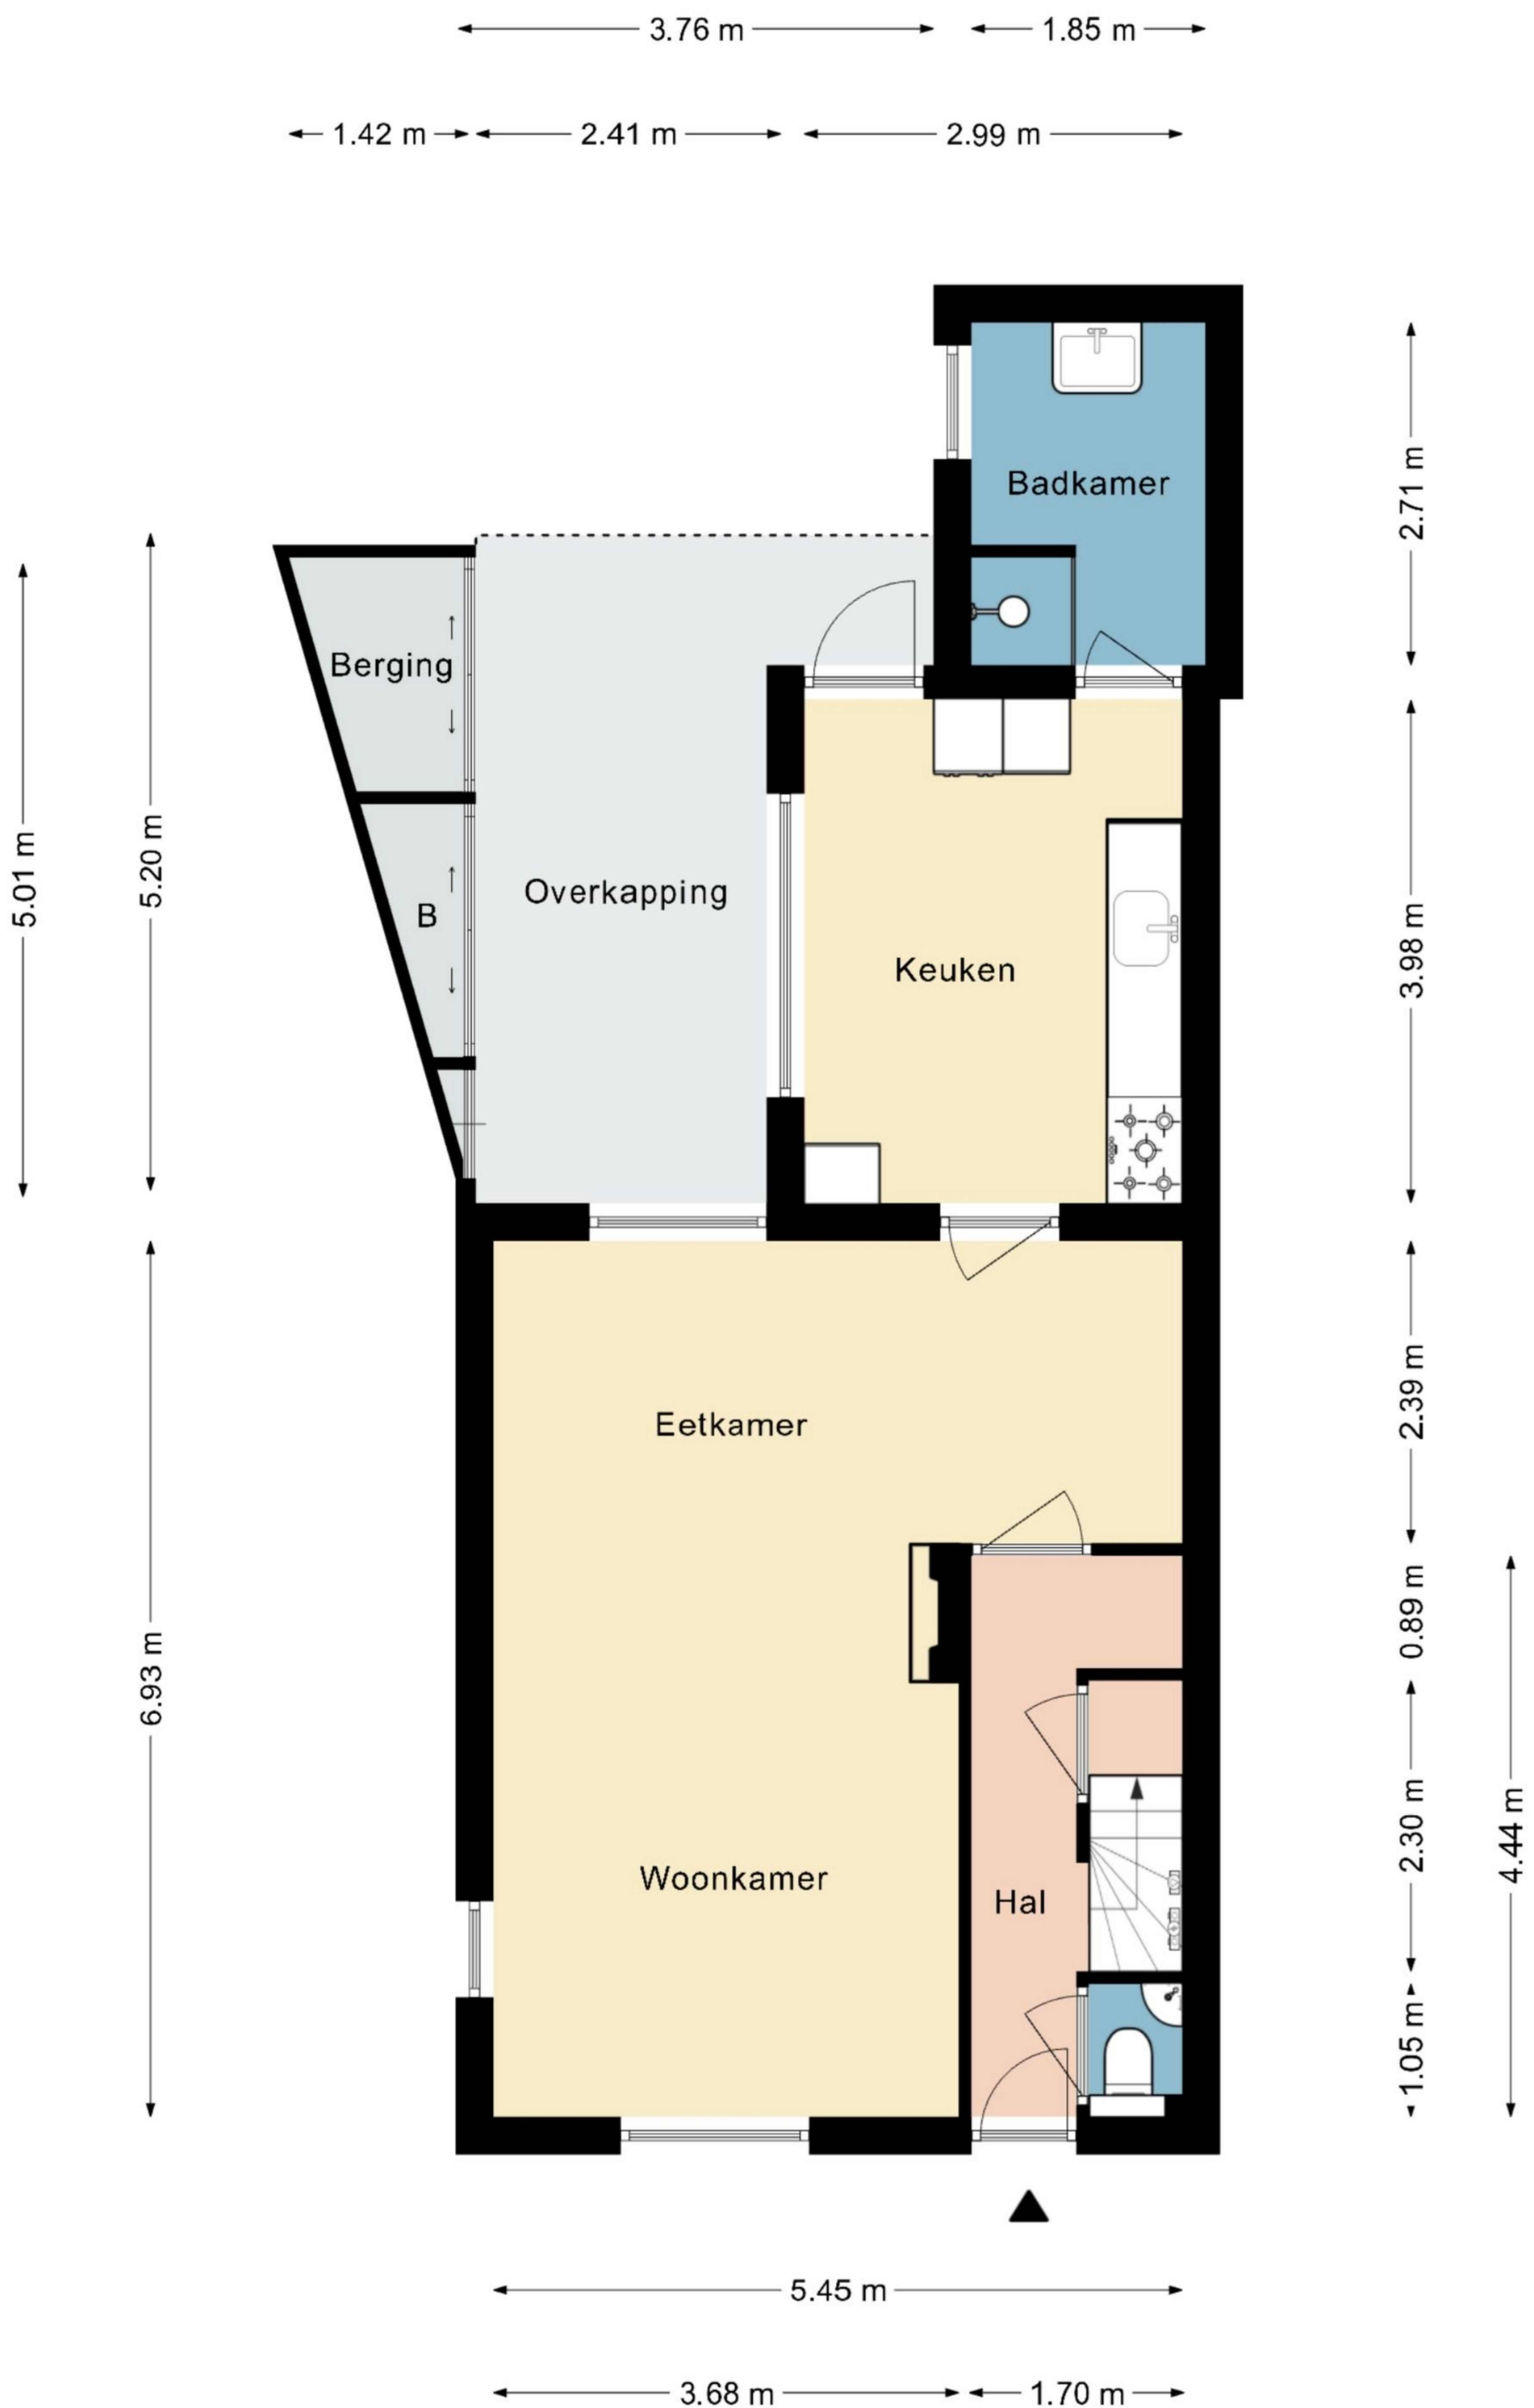 3.76 m
1.85 m
1.42 m
2.41 m
2.99 m
2.71 m
Badkamer
5.01 m
5.20 m
Berging
B
Overkapping
Keuken
3.98 m
Eetkamer
2.39 m
6.93 m
0.89 m
Woonkamer
Hal
2.30 m
4.44 m
1.05 m
5.45 m
3.68 m
1.70 m